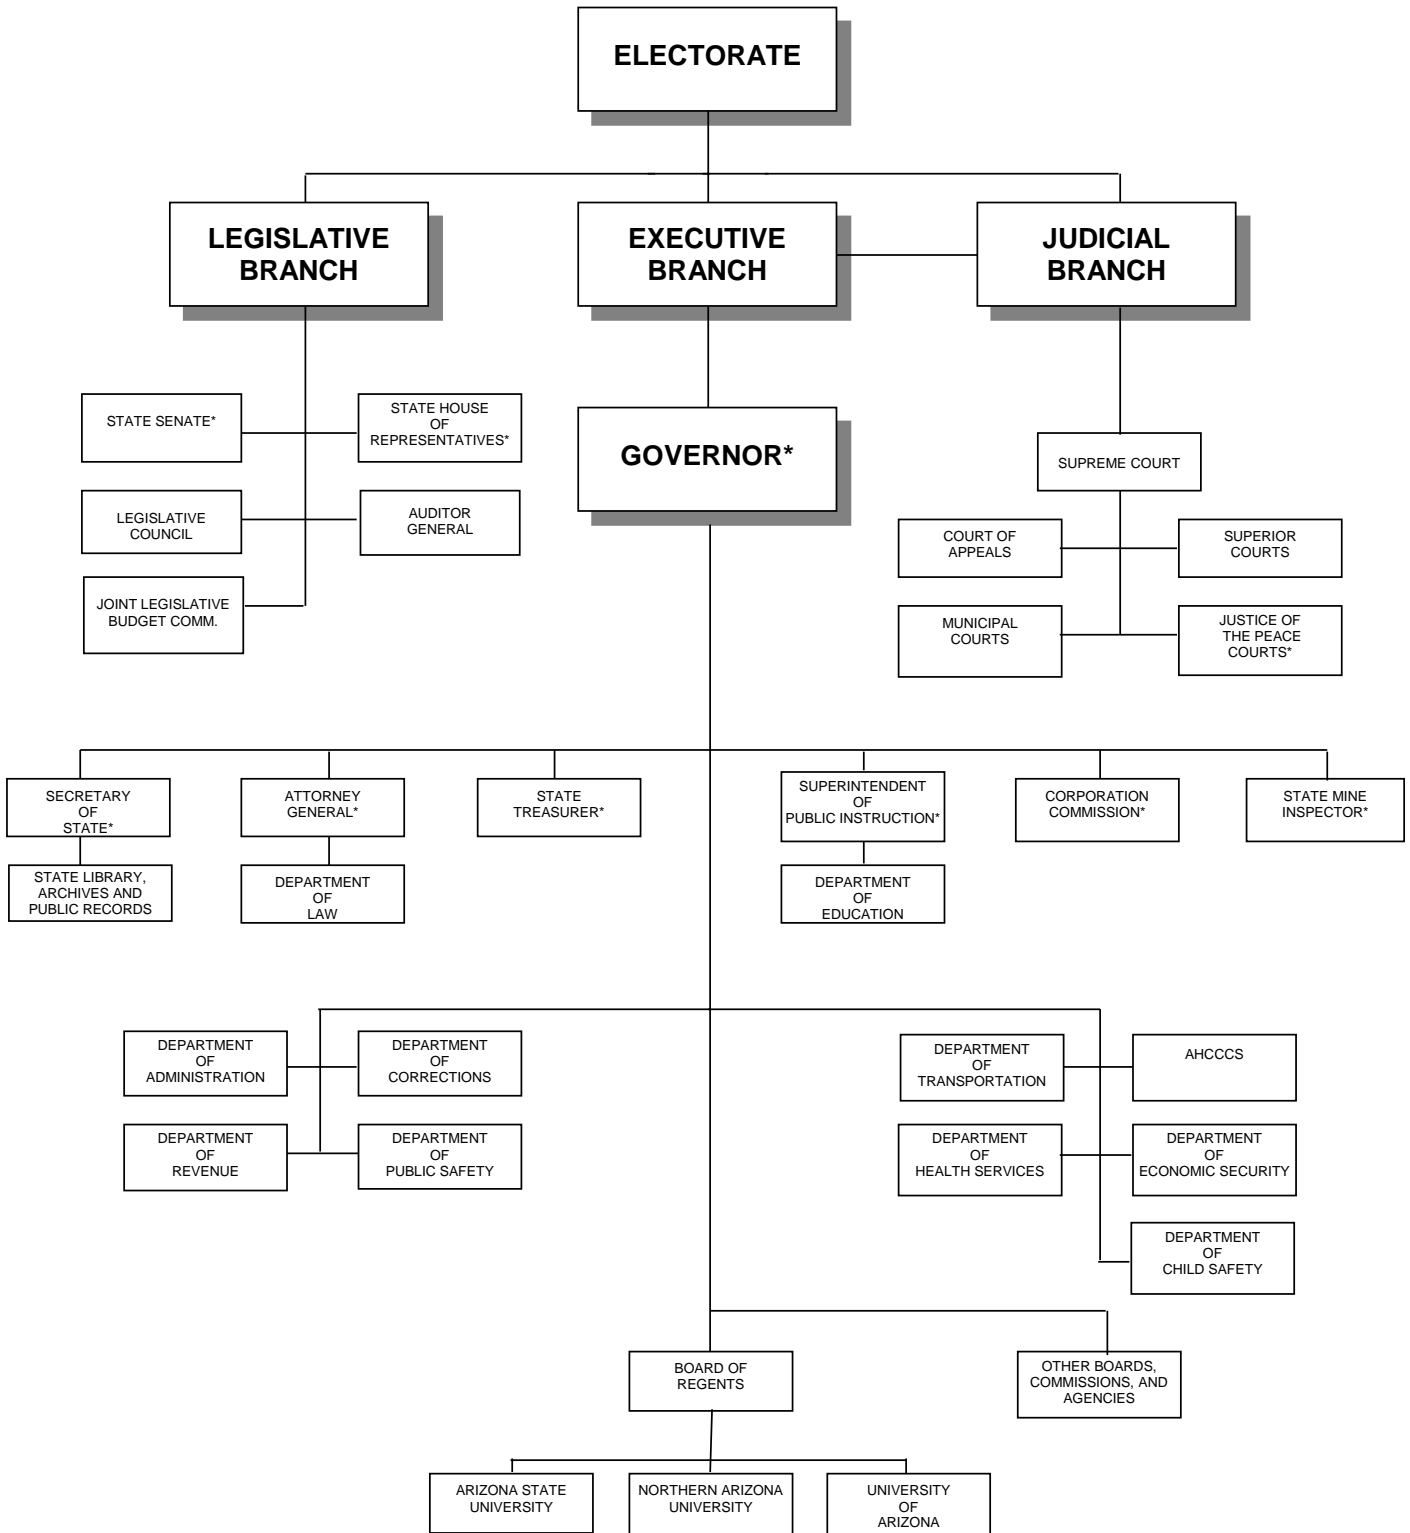 ELECTORATE
LEGISLATIVE
BRANCH
EXECUTIVE
BRANCH
JUDICIAL
BRANCH
STATE SENATE*
STATE HOUSE
OF
REPRESENTATIVES*
LEGISLATIVE
COUNCIL
AUDITOR
GENERAL
JOINT LEGISLATIVE
BUDGET COMM.
GOVERNOR*
SUPREME COURT
COURT OF
APPEALS
SUPERIOR
COURTS
MUNICIPAL
COURTS
JUSTICE OF
THE PEACE
COURTS*
SECRETARY
OF
STATE*
ATTORNEY
GENERAL*
STATE
TREASURER*
SUPERINTENDENT
OF
PUBLIC INSTRUCTION*
CORPORATION
COMMISSION*
STATE MINE
INSPECTOR*
STATE LIBRARY,
ARCHIVES AND
PUBLIC RECORDS
DEPARTMENT
OF
LAW
DEPARTMENT
OF
EDUCATION
DEPARTMENT
OF
ADMINISTRATION
DEPARTMENT
OF
CORRECTIONS
DEPARTMENT
OF
TRANSPORTATION
AHCCCS
DEPARTMENT
OF
REVENUE
DEPARTMENT
OF
PUBLIC SAFETY
DEPARTMENT
OF
HEALTH SERVICES
DEPARTMENT
OF
ECONOMIC SECURITY
DEPARTMENT
OF
CHILD SAFETY
BOARD OF
REGENTS
OTHER BOARDS,
COMMISSIONS, AND
AGENCIES
ARIZONA STATE
UNIVERSITY
NORTHERN ARIZONA
UNIVERSITY
UNIVERSITY
OF
ARIZONA